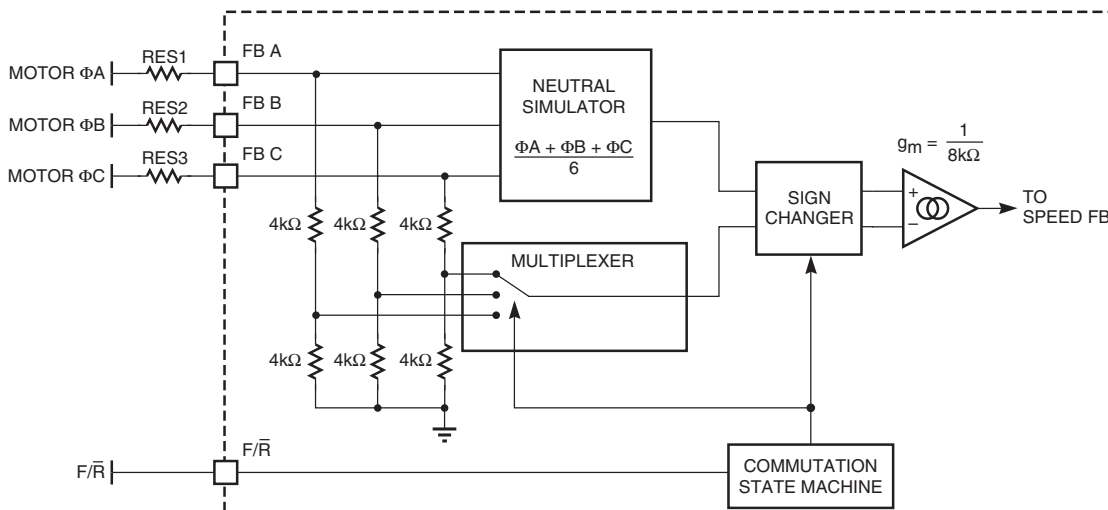 MOTOR ΦA
RES1
FB A
MOTOR ΦB
RES2
FB B
MOTOR ΦC
RES3
FB C
NEUTRAL
SIMULATOR
ΦA + ΦB + ΦC
6
gm = 1
8kΩ
SIGN
CHANGER
+
–
TO
SPEED FB
4kΩ 4kΩ 4kΩ
MULTIPLEXER
4kΩ 4kΩ 4kΩ
F/R̅
F/R̅
COMMUTATION
STATE MACHINE